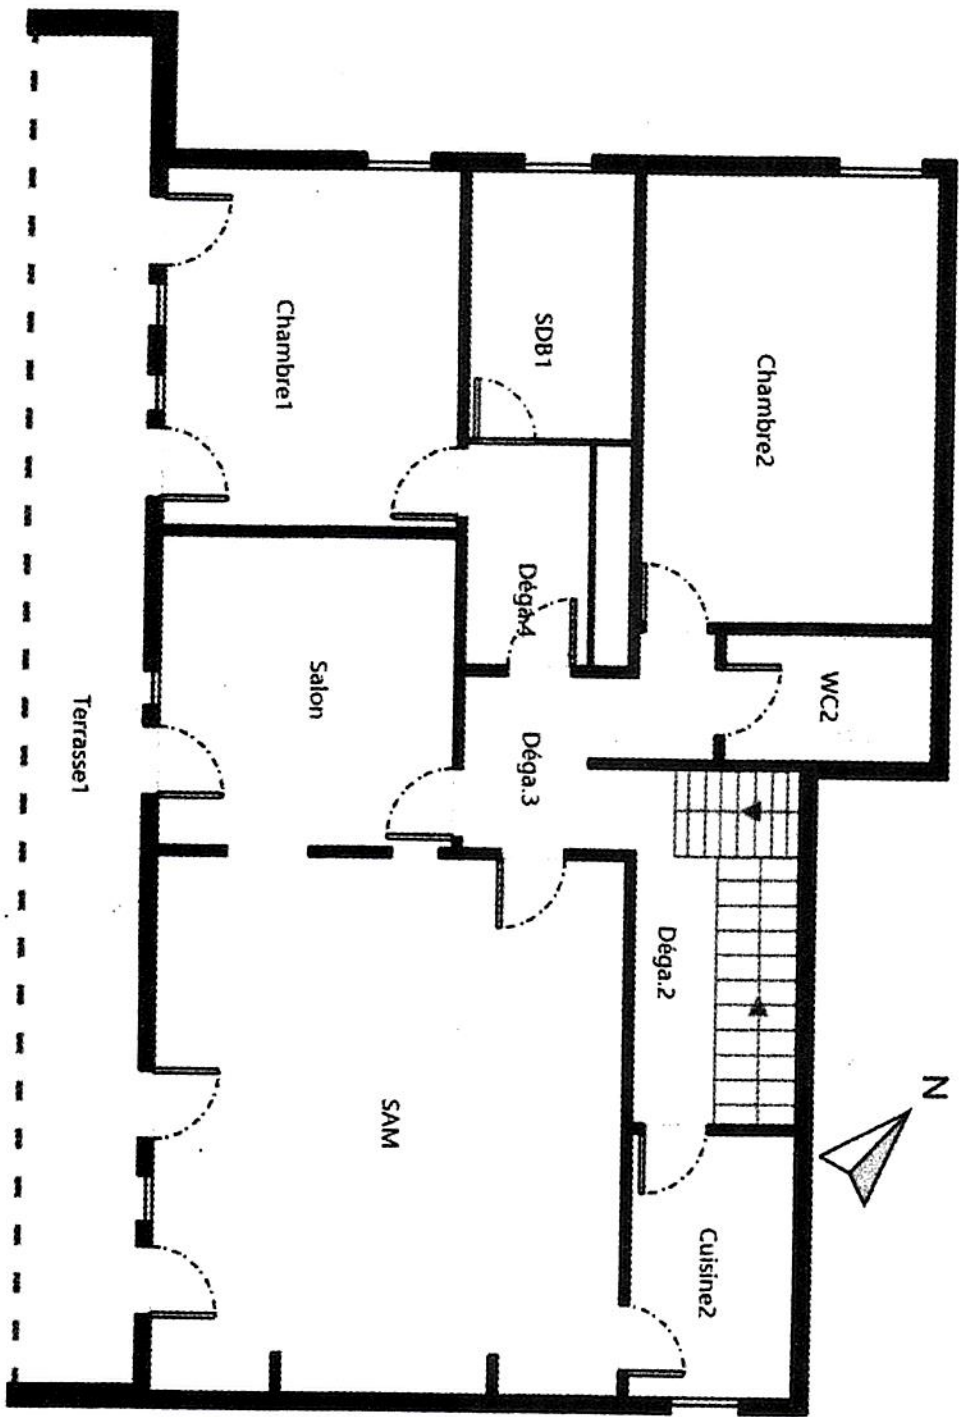 N
Chambre2
WC2
SDB1
Chambre1
Déga.4
Déga.3
Déga.2
Salon
Terrasse1
SAM
Cuisine2